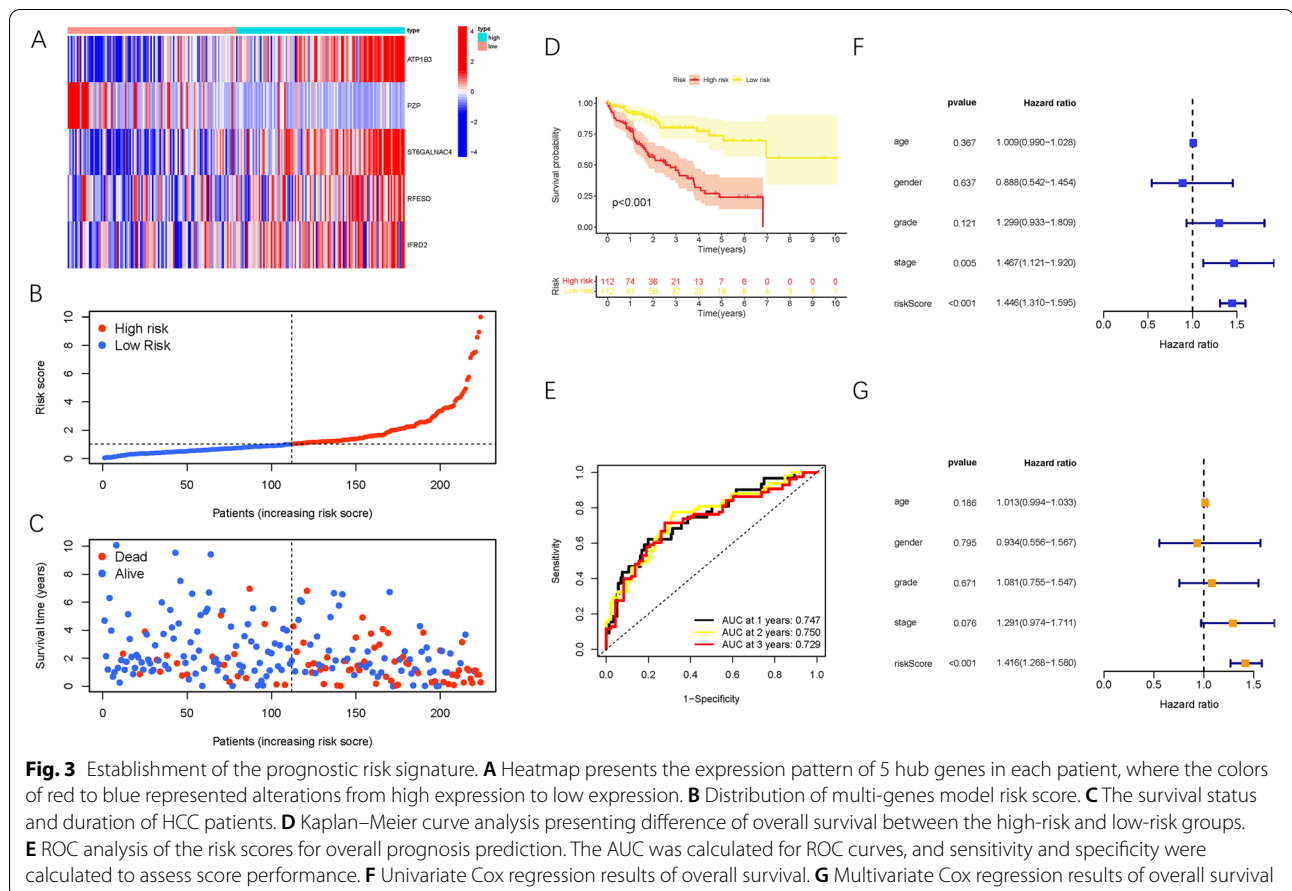 A
type
ATP1B3
PZP
ST6GALNAC4
RFESD
IFRD2
4
2
0
−2
−4
type
high
low
B
High risk
Low Risk
Risk score
10
8
6
4
2
0
0 50 100 150 200
Patients (increasing risk socre)
C
Dead
Alive
Survival time (years)
10
8
6
4
2
0
0 50 100 150 200
Patients (increasing risk socre)
D
Risk High risk Low risk
Survival probability
1.00
0.75
0.50
0.25
0.00
p<0.001
0 1 2 3 4 5 6 7 8 9 10
Time(years)
Risk
High risk 112 74 36 21 13 7 6 0 0 0 0
Low risk 112 91 56 37 25 16 8 4 3 3 1
0 1 2 3 4 5 6 7 8 9 10
Time(years)
E
Sensitivity
1.0
0.8
0.6
0.4
0.2
0.0
AUC at 1 years: 0.747
AUC at 2 years: 0.750
AUC at 3 years: 0.729
0.0 0.2 0.4 0.6 0.8 1.0
1−Specificity
F
pvalue Hazard ratio
age 0.367 1.009(0.990−1.028)
gender 0.637 0.888(0.542−1.454)
grade 0.121 1.299(0.933−1.809)
stage 0.005 1.467(1.121−1.920)
riskScore <0.001 1.446(1.310−1.595)
0.0 0.5 1.0 1.5
Hazard ratio
G
pvalue Hazard ratio
age 0.186 1.013(0.994−1.033)
gender 0.795 0.934(0.556−1.567)
grade 0.671 1.081(0.755−1.547)
stage 0.076 1.291(0.974−1.711)
riskScore <0.001 1.416(1.268−1.580)
0.0 0.5 1.0 1.5
Hazard ratio
Fig. 3 Establishment of the prognostic risk signature. A Heatmap presents the expression pattern of 5 hub genes in each patient, where the colors
of red to blue represented alterations from high expression to low expression. B Distribution of multi-genes model risk score. C The survival status
and duration of HCC patients. D Kaplan–Meier curve analysis presenting difference of overall survival between the high-risk and low-risk groups.
E ROC analysis of the risk scores for overall prognosis prediction. The AUC was calculated for ROC curves, and sensitivity and specificity were
calculated to assess score performance. F Univariate Cox regression results of overall survival. G Multivariate Cox regression results of overall survival